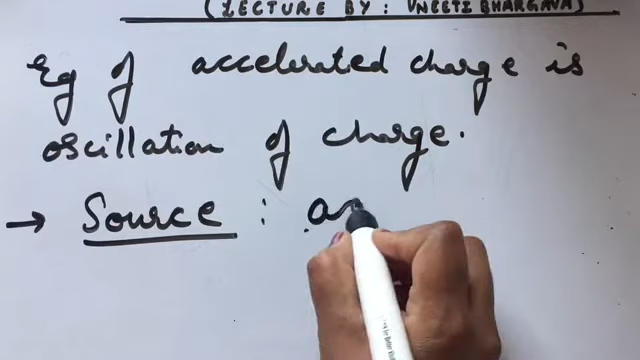 (LECTURE BY: VNEETI BHARGAVA)
Eg of accelerated charge is
oscillation of charge.
→ Source : an